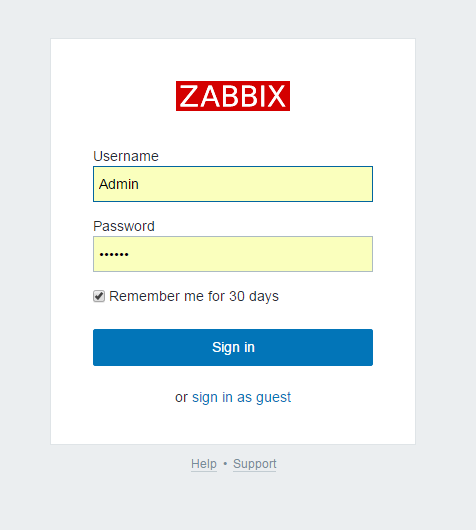 ZABBIX
Username
Admin
Password
••••••
Remember me for 30 days
Sign in
or sign in as guest
Help • Support